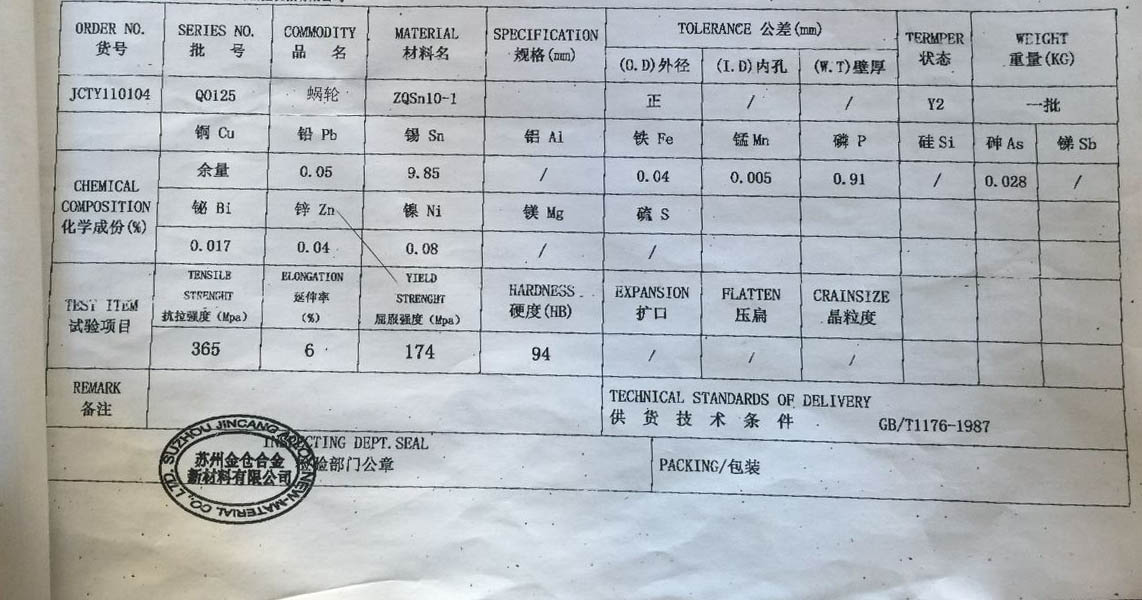 ORDER NO. SERIES NO. COMMODITY MATERIAL SPECIFICATION TOLERANCE 公差(mm) TERMPER WEIGHT
货号 批 号 品 名 材料名 规格(mm) (O.D)外径 (I.D)内孔 (W.T)壁厚 状态 重量(KG)
JCTY110104 Q0125 蜗轮 ZQSn10-1 正 / / Y2 一批
铜 Cu 铅 Pb 锡 Sn 铝 Al 铁 Fe 锰 Mn 磷 P 硅 Si 砷 As 锑 Sb
余量 0.05 9.85 / 0.04 0.005 0.91 / 0.028 /
CHEMICAL
COMPOSITION
化学成份(%)
铋 Bi 锌 Zn 镍 Ni 镁 Mg 硫 S
0.017 0.04 0.08 / /
TEST ITEM
试验项目
TENSILE ELONGATION YIELD HARDNESS EXPANSION FLATTEN CRAINSIZE
STRENGHT 延伸率 STRENGHT 硬度(HB) 扩口 压扁 晶粒度
抗拉强度(Mpa) (%) 屈服强度(Mpa)
365 6 174 94 / / /
REMARK
备注
TECHNICAL STANDARDS OF DELIVERY
供 货 技 术 条 件 GB/T1176-1987
INSPECTING DEPT. SEAL
检验部门公章
PACKING/包装
苏州金仓合金
新材料有限公司